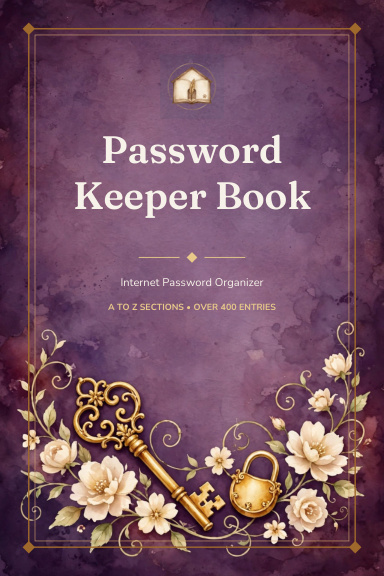 Password
Keeper Book
Internet Password Organizer
A TO Z SECTIONS • OVER 400 ENTRIES